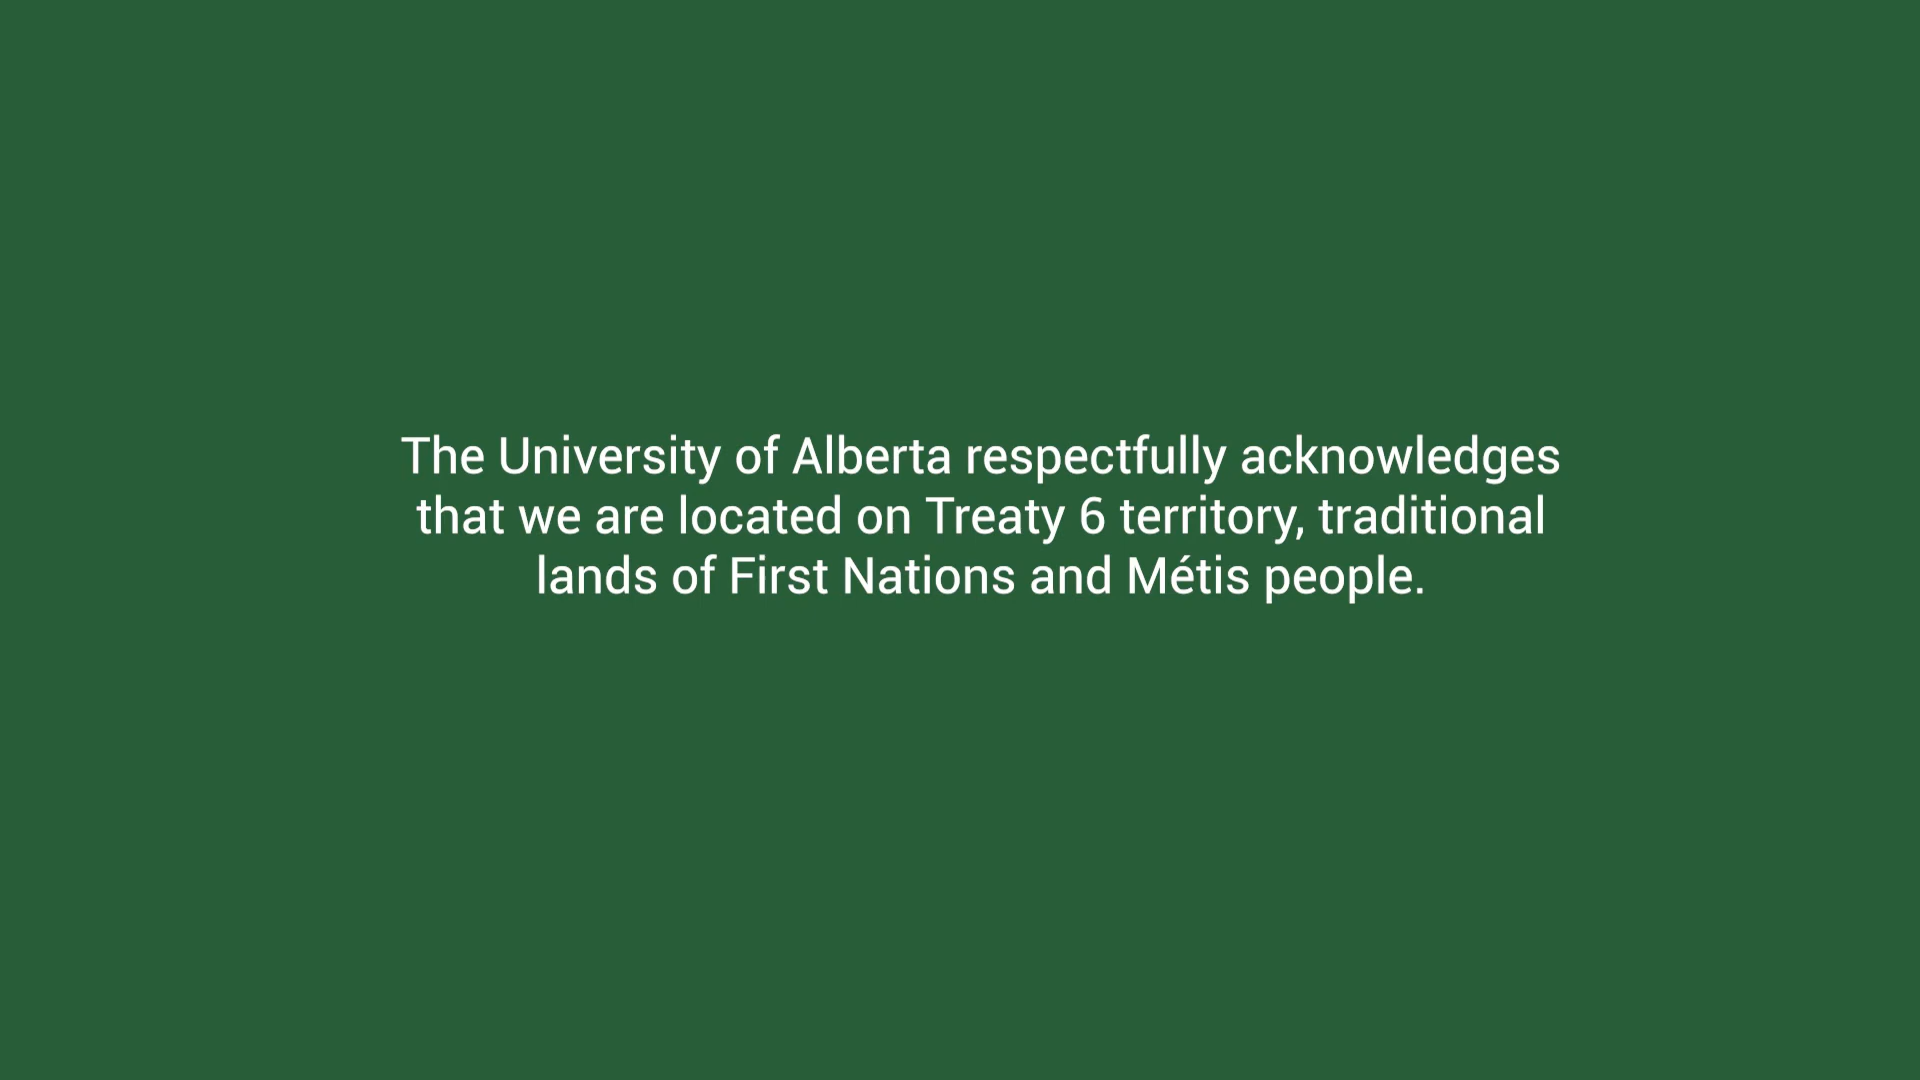 The University of Alberta respectfully acknowledges
that we are located on Treaty 6 territory, traditional
lands of First Nations and Métis people.